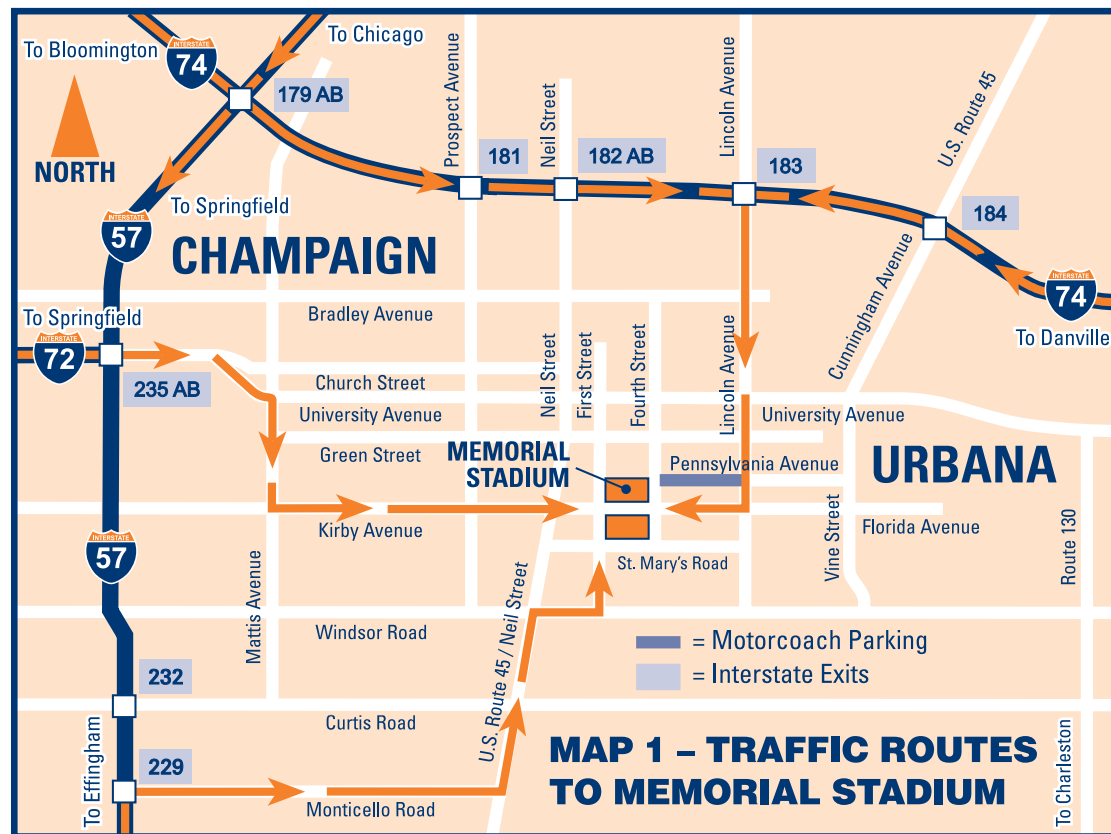 To Bloomington
INTERSTATE
74
To Chicago
179 AB
NORTH
Prospect Avenue
181
Neil Street
182 AB
Lincoln Avenue
183
U.S. Route 45
184
To Springfield
INTERSTATE
57
CHAMPAIGN
INTERSTATE
74
To Danville
Bradley Avenue
To Springfield
INTERSTATE
72
235 AB
Church Street
University Avenue
Green Street
Neil Street
First Street
Fourth Street
Lincoln Avenue
Cunningham Avenue
University Avenue
MEMORIAL
STADIUM
Pennsylvania Avenue
URBANA
Kirby Avenue
Florida Avenue
INTERSTATE
57
St. Mary's Road
Vine Street
Route 130
Mattis Avenue
Windsor Road
U.S. Route 45 / Neil Street
= Motorcoach Parking
= Interstate Exits
232
Curtis Road
To Effingham
229
Monticello Road
MAP 1 – TRAFFIC ROUTES
TO MEMORIAL STADIUM
To Charleston